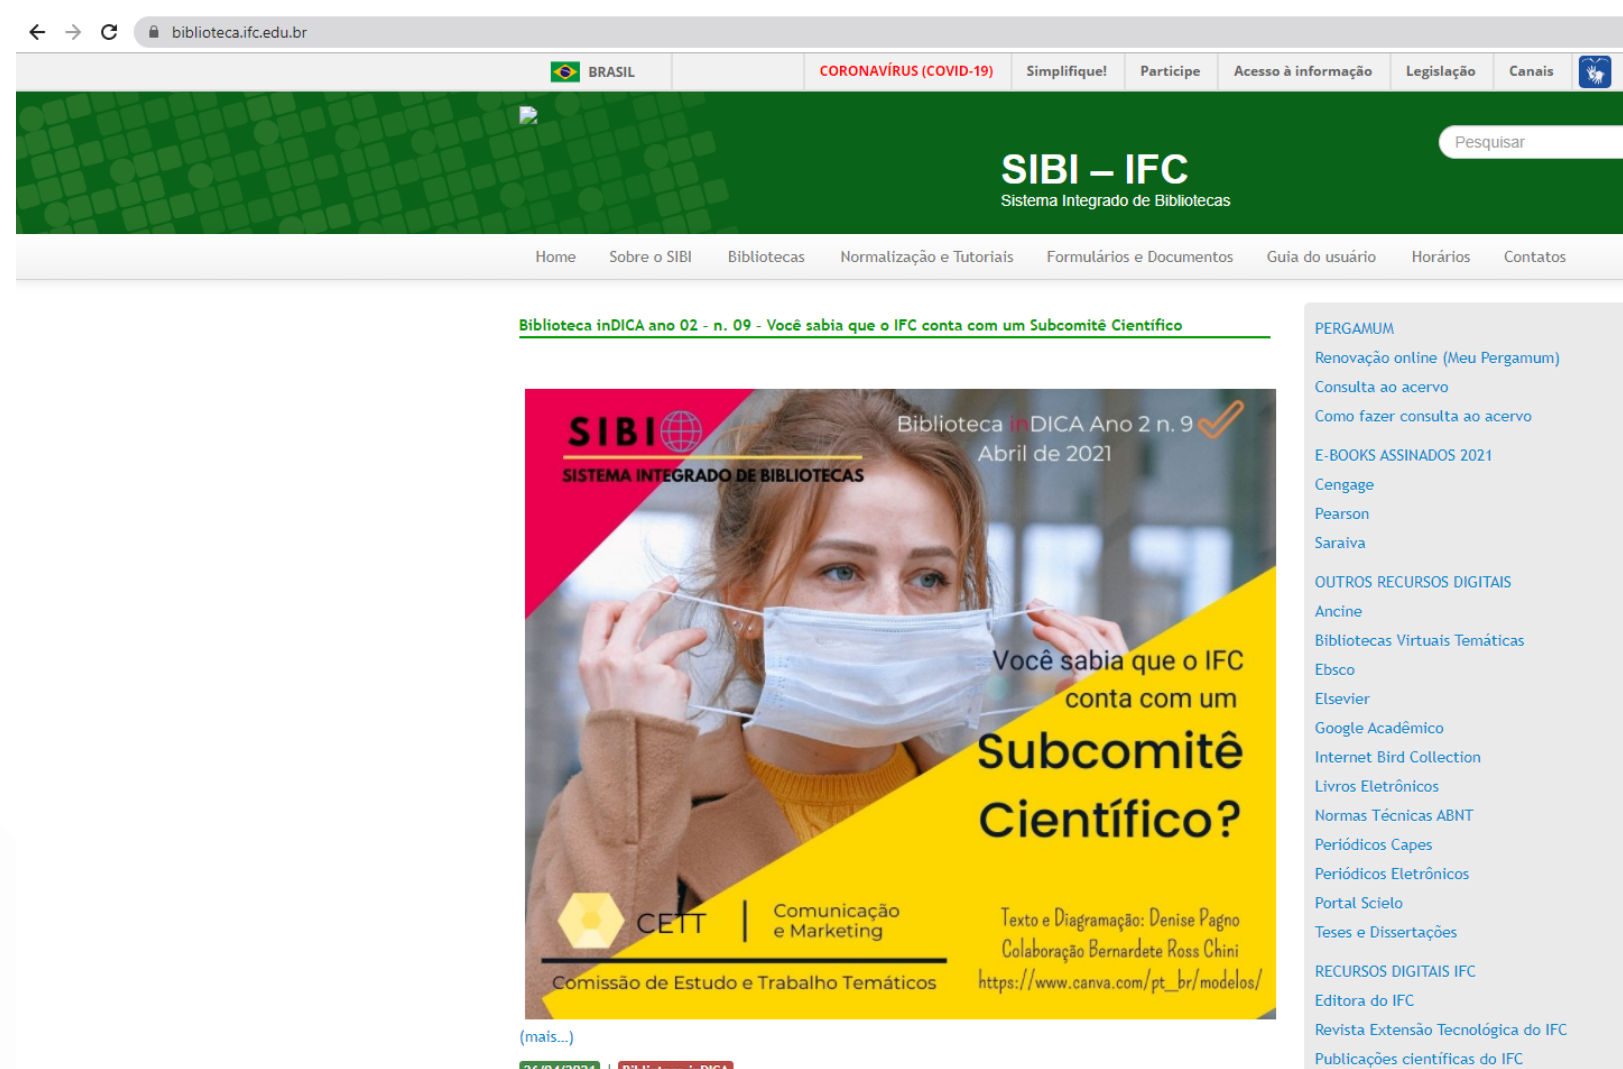 biblioteca.ifc.edu.br
BRASIL
CORONAVÍRUS (COVID-19)
Simplifique!
Participe
Acesso à informação
Legislação
Canais
Pesquisar
SIBI – IFC
Sistema Integrado de Bibliotecas
Home
Sobre o SIBI
Bibliotecas
Normalização e Tutoriais
Formulários e Documentos
Guia do usuário
Horários
Contatos
Biblioteca inDICA ano 02 – n. 09 – Você sabia que o IFC conta com um Subcomitê Científico
SIBI
SISTEMA INTEGRADO DE BIBLIOTECAS
Biblioteca inDICA Ano 2 n. 9
Abril de 2021
Você sabia que o IFC
conta com um
Subcomitê
Científico?
CETT
Comunicação
e Marketing
Comissão de Estudo e Trabalho Temáticos
Texto e Diagramação: Denise Pagno
Colaboração Bernardete Ross Chini
https://www.canva.com/pt_br/modelos/
(mais...)
26/04/2021 | Biblioteca inDICA
PERGAMUM
Renovação online (Meu Pergamum)
Consulta ao acervo
Como fazer consulta ao acervo
E-BOOKS ASSINADOS 2021
Cengage
Pearson
Saraiva
OUTROS RECURSOS DIGITAIS
Ancine
Bibliotecas Virtuais Temáticas
Ebsco
Elsevier
Google Acadêmico
Internet Bird Collection
Livros Eletrônicos
Normas Técnicas ABNT
Periódicos Capes
Periódicos Eletrônicos
Portal Scielo
Teses e Dissertações
RECURSOS DIGITAIS IFC
Editora do IFC
Revista Extensão Tecnológica do IFC
Publicações científicas do IFC